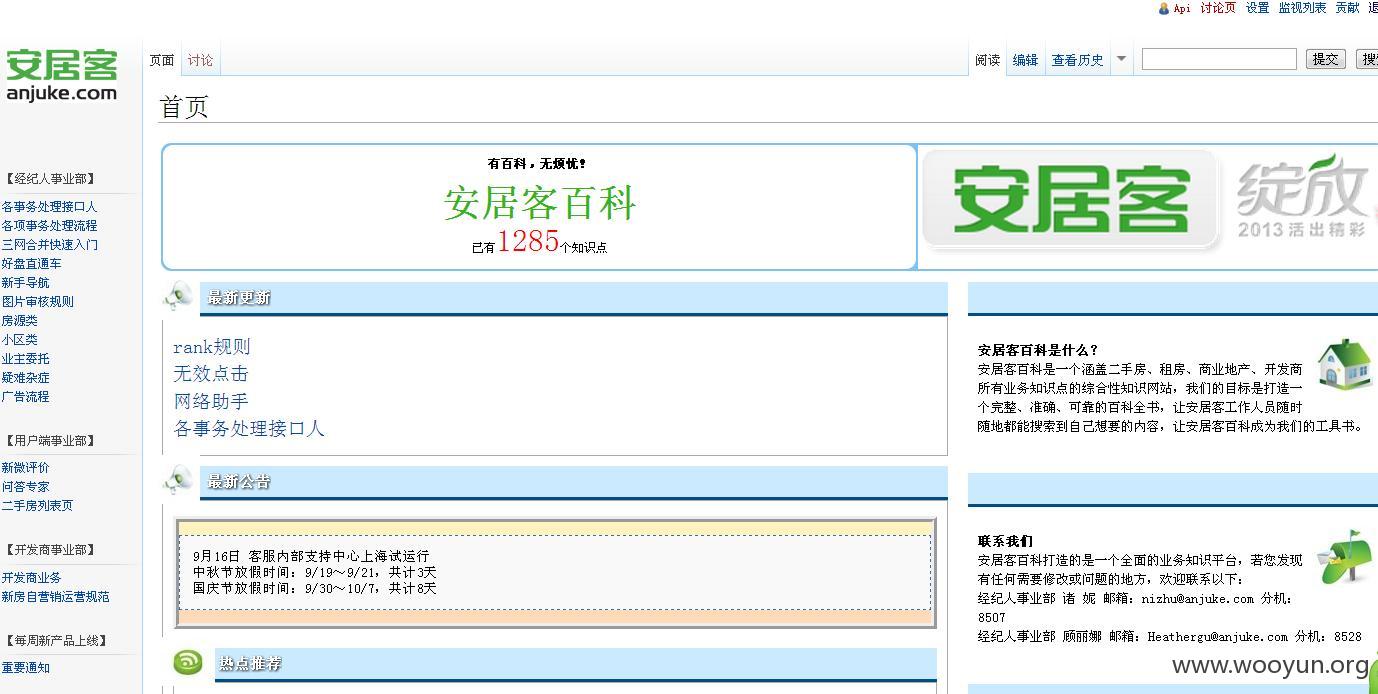 Api 讨论页 设置 监视列表 贡献
安居客
anjuke.com
页面 讨论
阅读 编辑 查看历史
提交
首页
【经纪人事业部】
各事务处理接口人
各项事务处理流程
三网合并快速入门
好盘直通车
新手导航
图片审核规则
房源类
小区类
业主委托
疑难杂症
广告流程
【用户端事业部】
新微评价
问答专家
二手房列表页
【开发商事业部】
开发商业务
新房自营销运营规范
【每周新产品上线】
重要通知
有百科，无烦忧！
安居客百科
已有1285个知识点
安居客
绽放
2013 活出精彩
最新更新
rank规则
无效点击
网络助手
各事务处理接口人
最新公告
9月16日 客服内部支持中心上海试运行
中秋节放假时间：9/19～9/21，共计3天
国庆节放假时间：9/30～10/7，共计8天
热点推荐
安居客百科是什么？
安居客百科是一个涵盖二手房、租房、商业地产、开发商
所有业务知识点的综合性知识网站，我们的目标是打造一
个完整、准确、可靠的百科全书，让安居客工作人员随时
随地都能搜索到自己想要的内容，让安居客百科成为我们的工具书。
联系我们
安居客百科打造的是一个全面的业务知识平台，若您发现
有任何需要修改或问题的地方，欢迎联系以下：
经纪人事业部 诸 妮 邮箱：nizhu@anjuke.com 分机：
8507
经纪人事业部 顾丽娜 邮箱：Heathergu@anjuke.com 分机：8528
www.wooyun.org